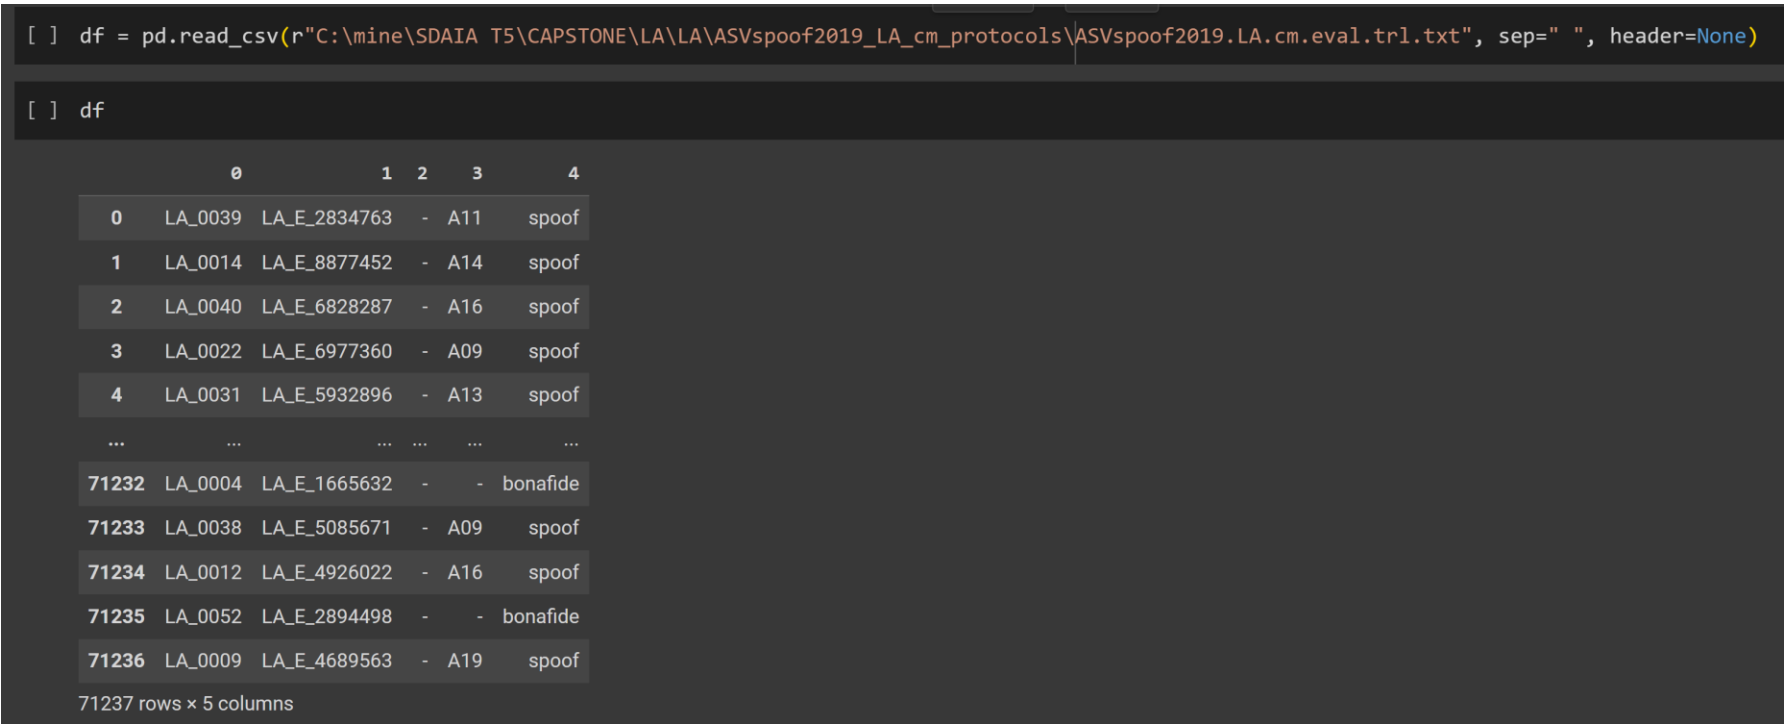 [ ] df = pd.read_csv(r"C:\mine\SDAIA T5\CAPSTONE\LA\LA\ASVspoof2019_LA_cm_protocols\ASVspoof2019.LA.cm.eval.trl.txt", sep=" ", header=None)
[ ] df
0 1 2 3 4
0 LA_0039 LA_E_2834763 - A11 spoof
1 LA_0014 LA_E_8877452 - A14 spoof
2 LA_0040 LA_E_6828287 - A16 spoof
3 LA_0022 LA_E_6977360 - A09 spoof
4 LA_0031 LA_E_5932896 - A13 spoof
... ... ... ... ... ...
71232 LA_0004 LA_E_1665632 - - bonafide
71233 LA_0038 LA_E_5085671 - A09 spoof
71234 LA_0012 LA_E_4926022 - A16 spoof
71235 LA_0052 LA_E_2894498 - - bonafide
71236 LA_0009 LA_E_4689563 - A19 spoof
71237 rows × 5 columns